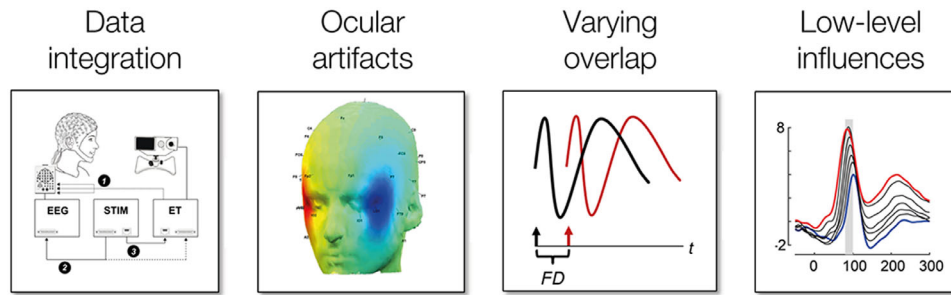 Data
integration
Ocular
artifacts
Varying
overlap
Low-level
influences
1
EEG
STIM
ET
2
3
t
FD
8
-2
0
100
200
300